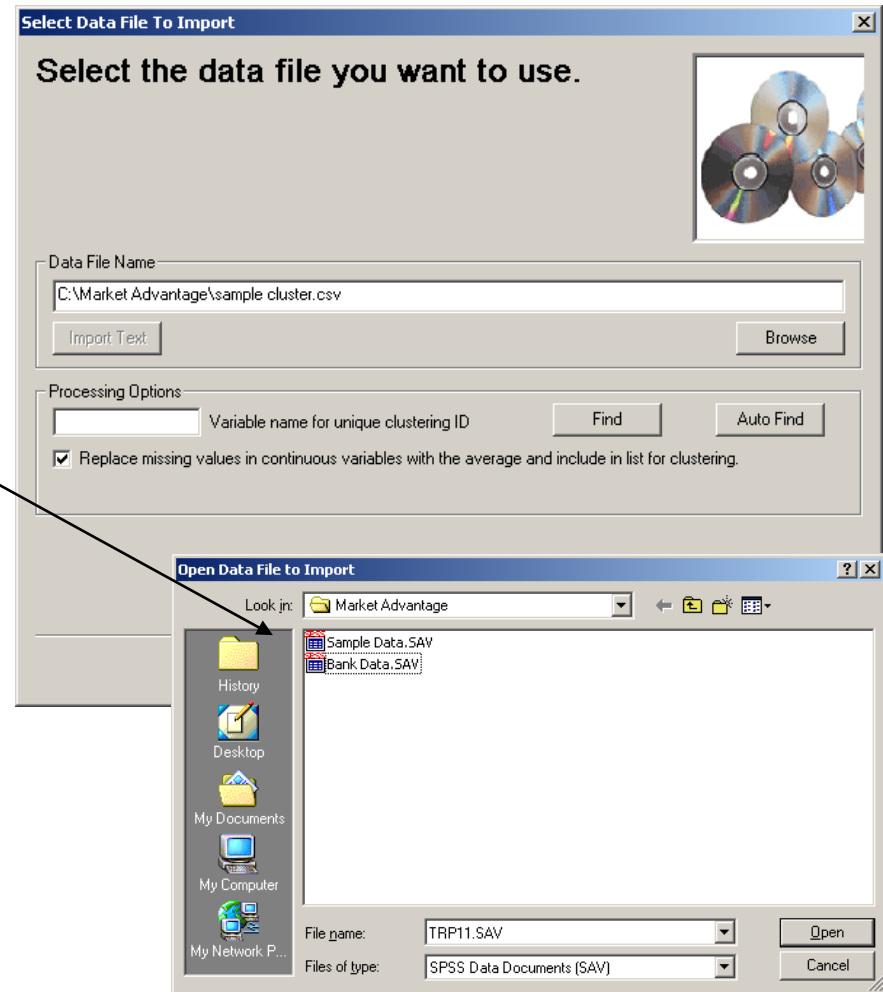 Select Data File To Import
Select the data file you want to use.
Data File Name
C:\Market Advantage\sample cluster.csv
Import Text
Browse
Processing Options
Variable name for unique clustering ID
Find
Auto Find
Replace missing values in continuous variables with the average and include in list for clustering.
Open Data File to Import
Look in:
Market Advantage
Sample Data.SAV
Bank Data.SAV
History
Desktop
My Documents
My Computer
My Network P...
File name:
TRP11.SAV
Open
Files of type:
SPSS Data Documents (SAV)
Cancel